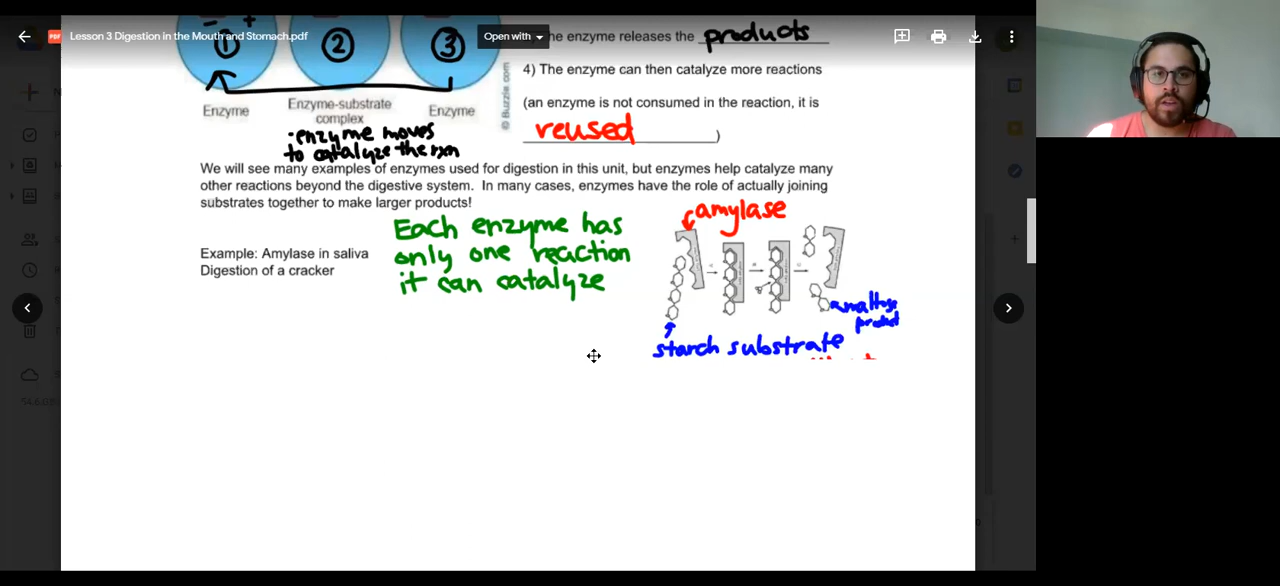 Lesson 3 Digestion in the Mouth and Stomach.pdf
Open with
he enzyme releases the products
4) The enzyme can then catalyze more reactions
(an enzyme is not consumed in the reaction, it is
reused )
1 2 3
Enzyme Enzyme-substrate complex Enzyme
© Buzzle.com
-enzyme moves
to catalyze the rxn
We will see many examples of enzymes used for digestion in this unit, but enzymes help catalyze many
other reactions beyond the digestive system. In many cases, enzymes have the role of actually joining
substrates together to make larger products!
Example: Amylase in saliva
Digestion of a cracker
Each enzyme has
only one reaction
it can catalyze
amylase
maltose
product
starch substrate